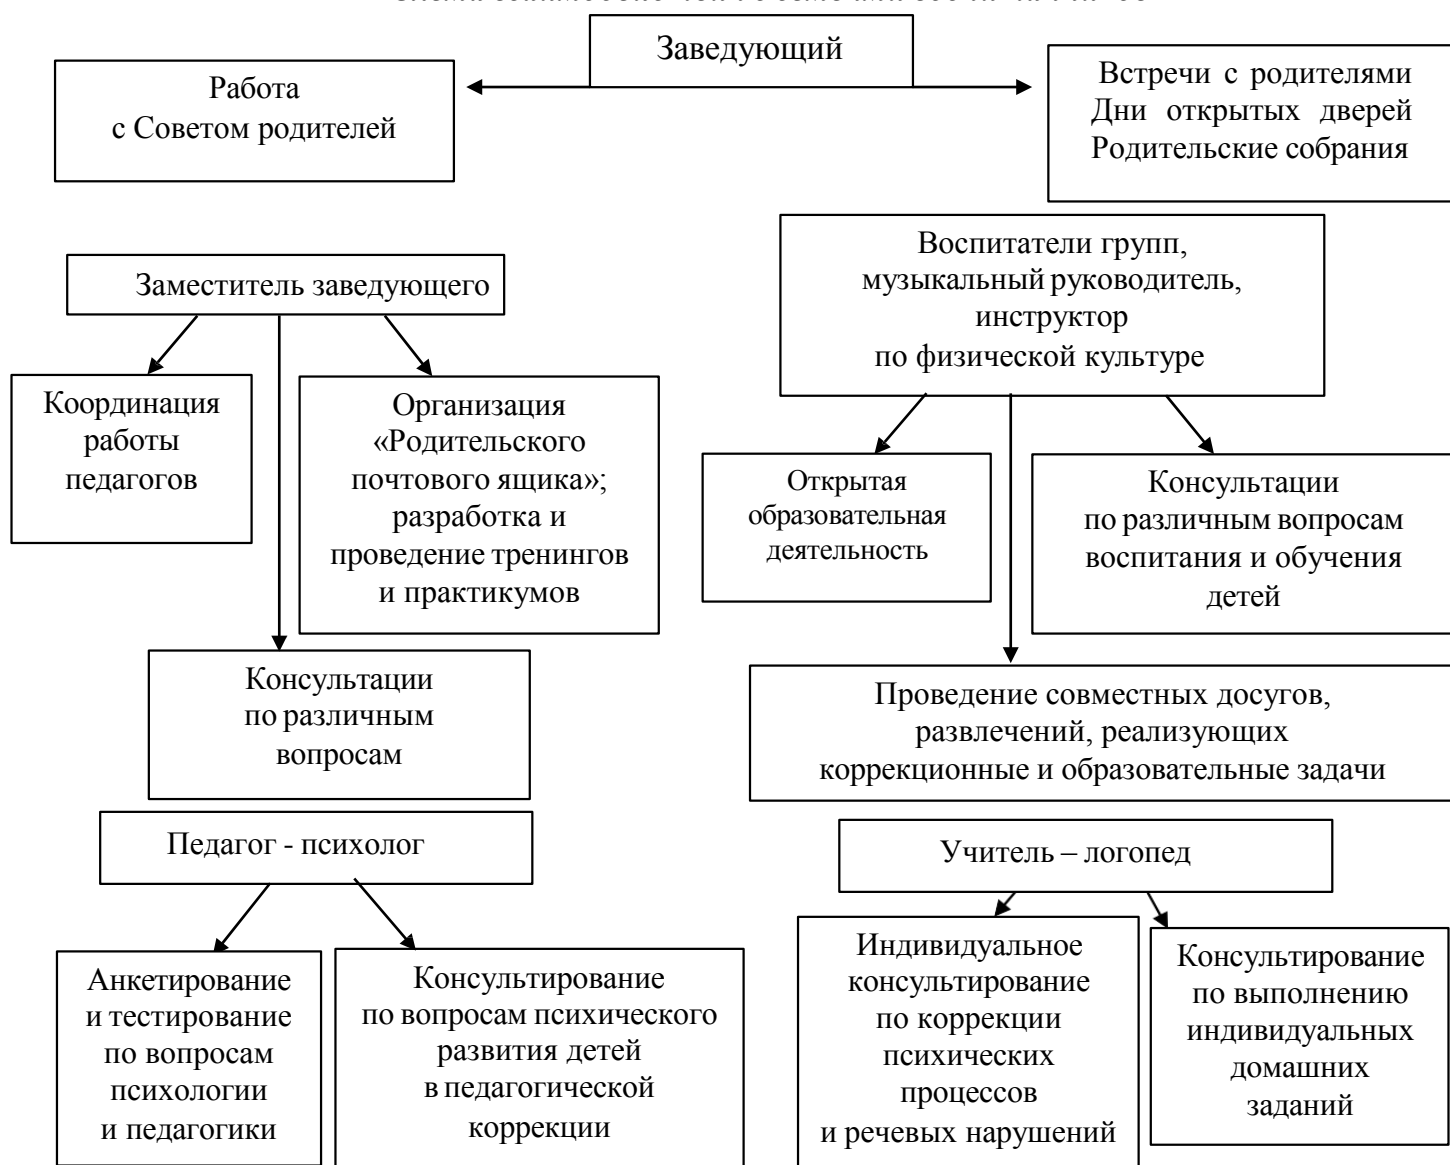 Заведующий
Работа
с Советом родителей
Встречи с родителями
Дни открытых дверей
Родительские собрания
Заместитель заведующего
Координация
работы
педагогов
Организация
«Родительского
почтового ящика»;
разработка и
проведение тренингов
и практикумов
Консультации
по различным
вопросам
Воспитатели групп,
музыкальный руководитель,
инструктор
по физической культуре
Открытая
образовательная
деятельность
Консультации
по различным вопросам
воспитания и обучения
детей
Проведение совместных досугов,
развлечений, реализующих
коррекционные и образовательные задачи
Педагог - психолог
Анкетирование
и тестирование
по вопросам
психологии
и педагогики
Консультирование
по вопросам психического
развития детей
в педагогической
коррекции
Учитель – логопед
Индивидуальное
консультирование
по коррекции
психических
процессов
и речевых нарушений
Консультирование
по выполнению
индивидуальных
домашних
заданий